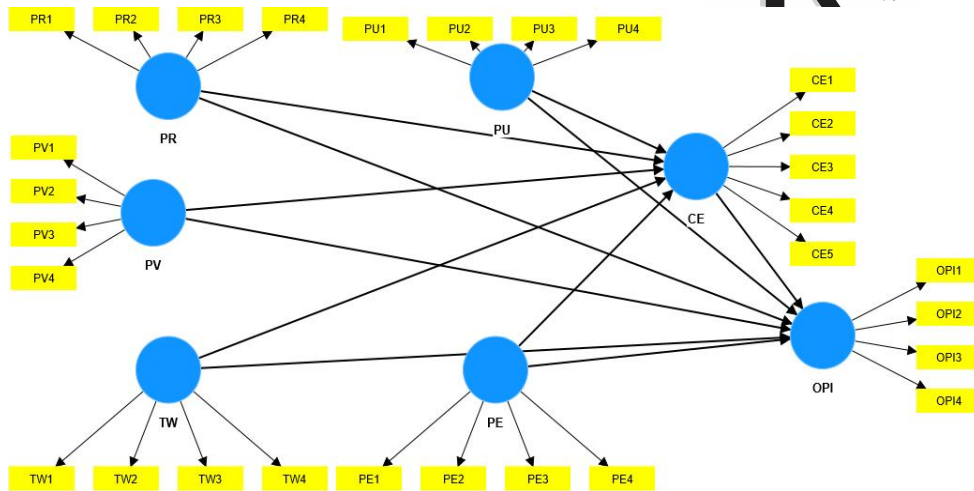 PR1 PR2 PR3 PR4
PU1 PU2 PU3 PU4
PR
PU
CE1
CE2
CE3
CE4
CE5
CE
PV1
PV2
PV3
PV4
PV
OPI1
OPI2
OPI3
OPI4
OPI
TW
PE
TW1 TW2 TW3 TW4
PE1 PE2 PE3 PE4